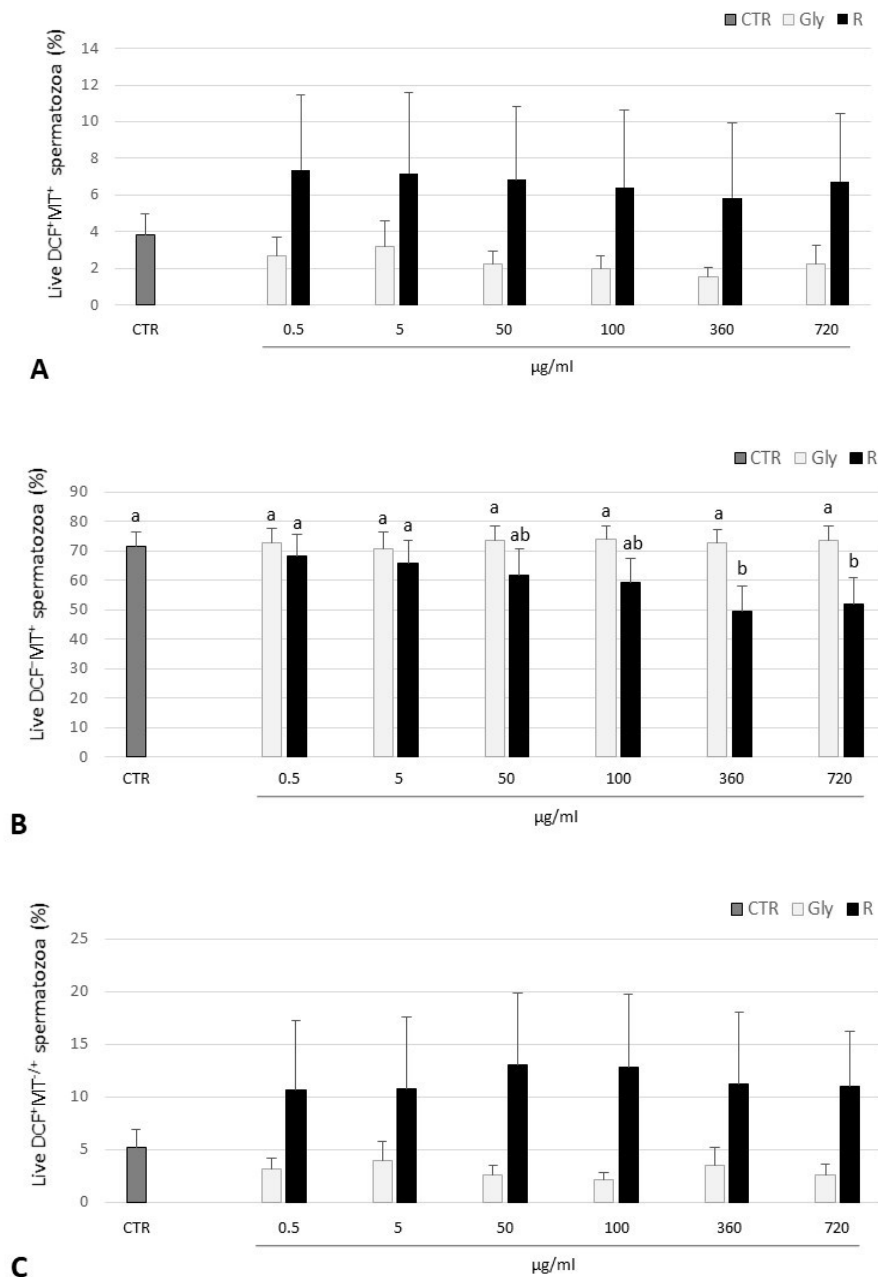 CTR Gly R
Live DCF⁺MT⁺ spermatozoa (%)
14
12
10
8
6
4
2
0
CTR 0.5 5 50 100 360 720
µg/ml
A
CTR Gly R
Live DCF⁻MT⁺ spermatozoa (%)
90
80
70
60
50
40
30
20
10
0
a a a a a a ab a ab a b a b
CTR 0.5 5 50 100 360 720
µg/ml
B
CTR Gly R
Live DCF⁺MT⁻/⁺ spermatozoa (%)
25
20
15
10
5
0
CTR 0.5 5 50 100 360 720
µg/ml
C